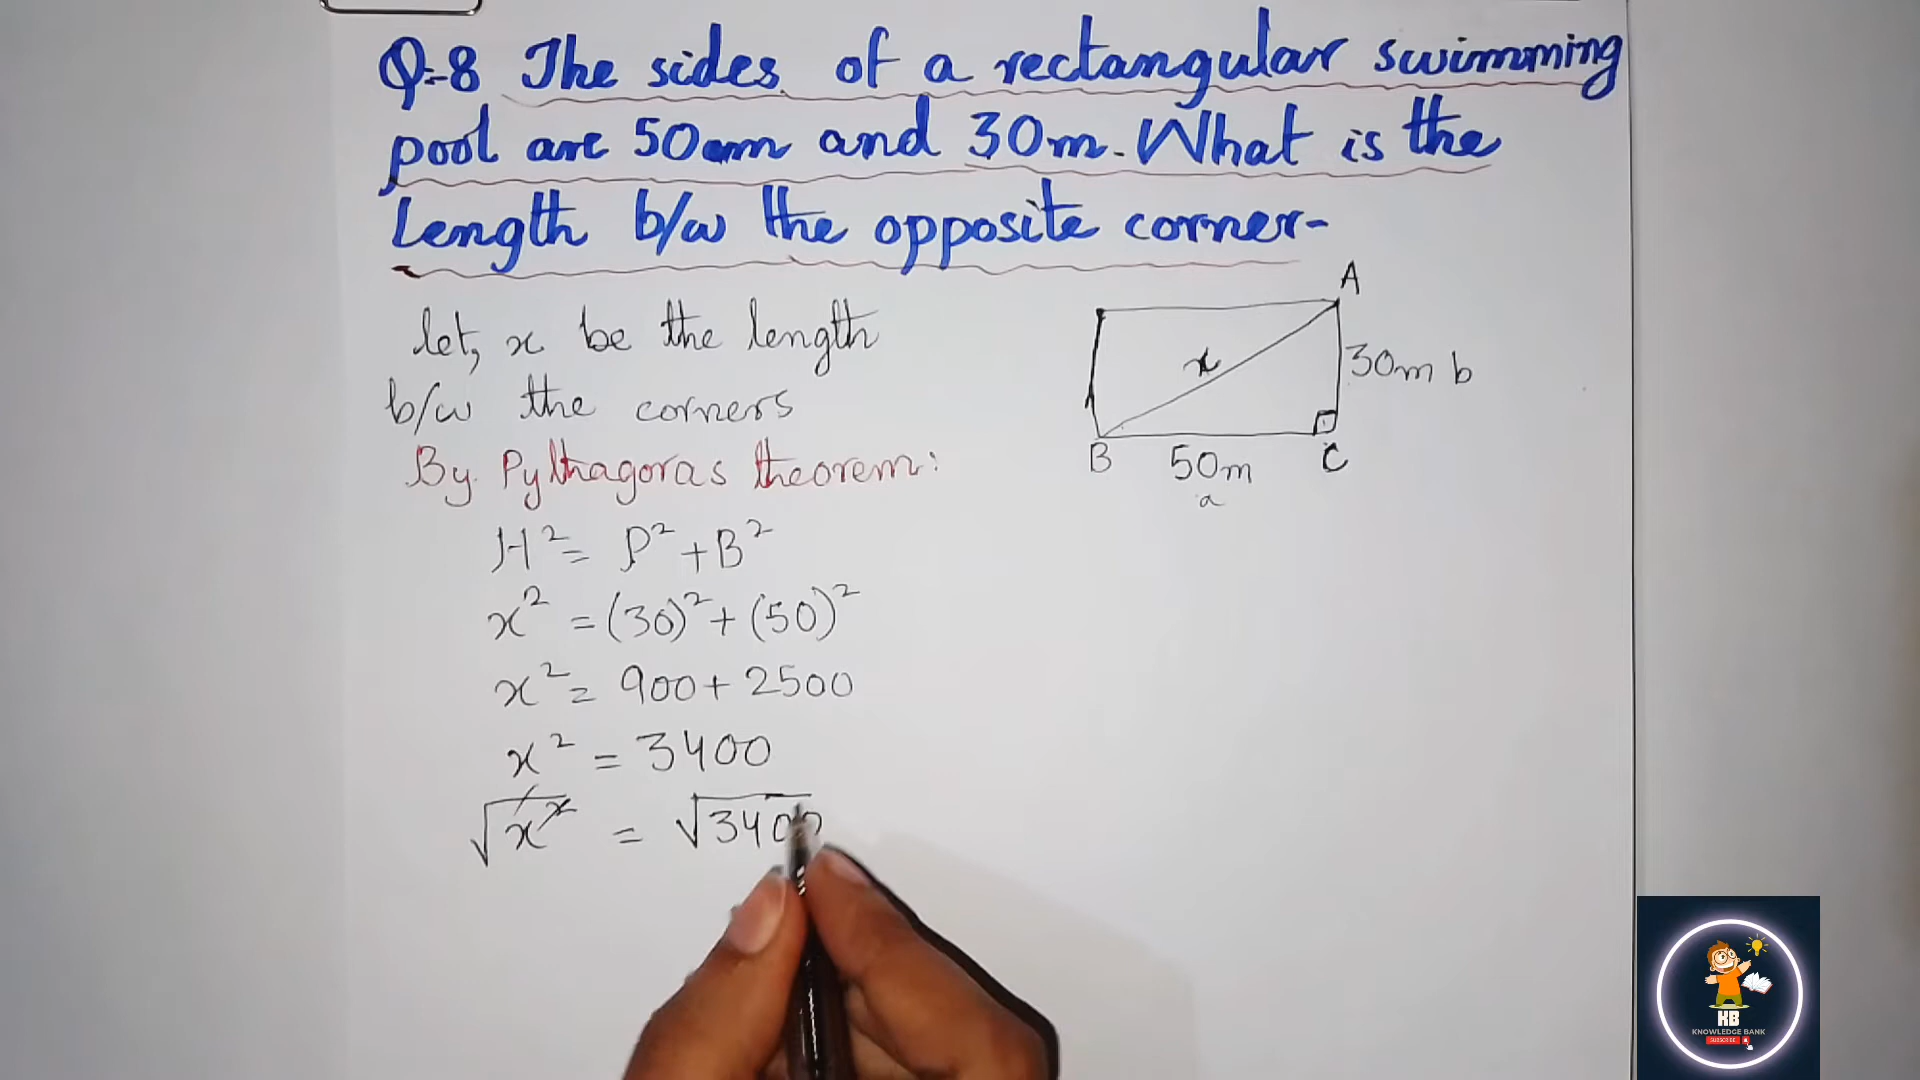 Q-8 The sides of a rectangular swimming
pool are 50m and 30m. What is the
length b/w the opposite corner-
let, x be the length
b/w the corners
By Pythagoras theorem:
H² = P² + B²
x² = (30)² + (50)²
x² = 900 + 2500
x² = 3400
√x² = √3400
A
x
30m b
B
50m
C
a
KB
KNOWLEDGE BANK
SUBSCRIBE